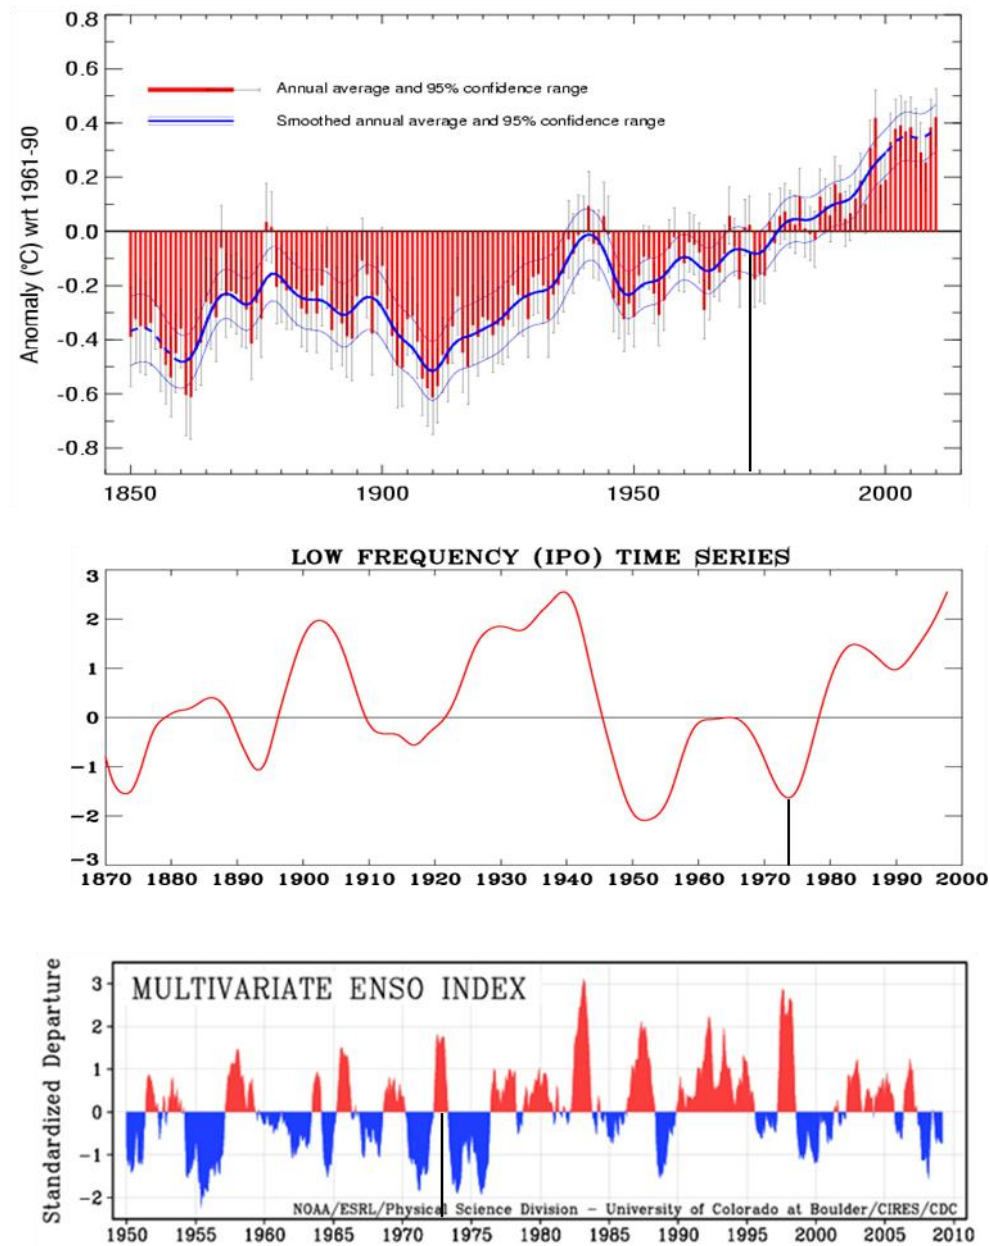 0.8
0.6
0.4
0.2
0.0
-0.2
-0.4
-0.6
-0.8
Anomaly (°C) wrt 1961-90
Annual average and 95% confidence range
Smoothed annual average and 95% confidence range
1850 1900 1950 2000
LOW FREQUENCY (IPO) TIME SERIES
3
2
1
0
-1
-2
-3
1870 1880 1890 1900 1910 1920 1930 1940 1950 1960 1970 1980 1990 2000
Standardized Departure
MULTIVARIATE ENSO INDEX
3
2
1
0
-1
-2
NOAA/ESRL/Physical Science Division – University of Colorado at Boulder/CIRES/CDC
1950 1955 1960 1965 1970 1975 1980 1985 1990 1995 2000 2005 2010